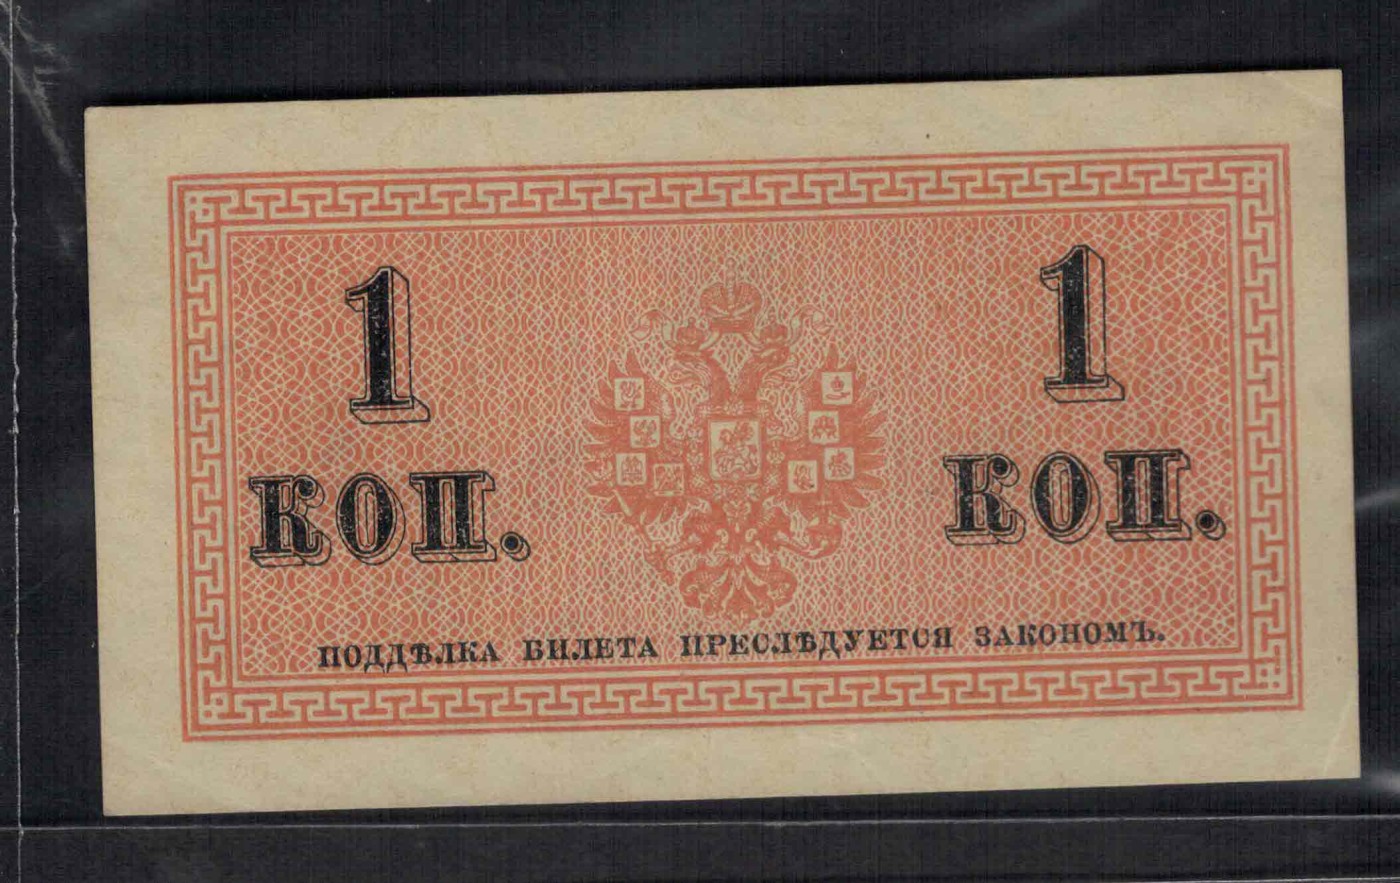 1 1
КОП. КОП.
ПОДДѢЛКА БИЛЕТА ПРЕСЛѢДУЕТСЯ ЗАКОНОМЪ.